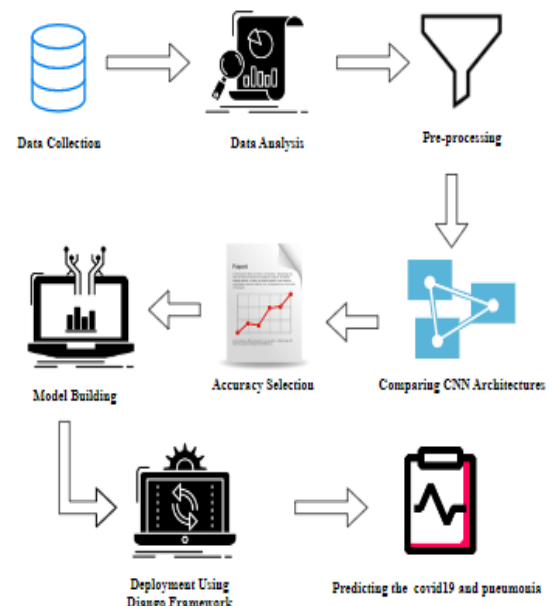 Data Collection
Data Analysis
Pre-processing
Report
Model Building
Accuracy Selection
Comparing CNN Architectures
Deployment Using
Django Framework
Predicting the covid19 and pneumonia